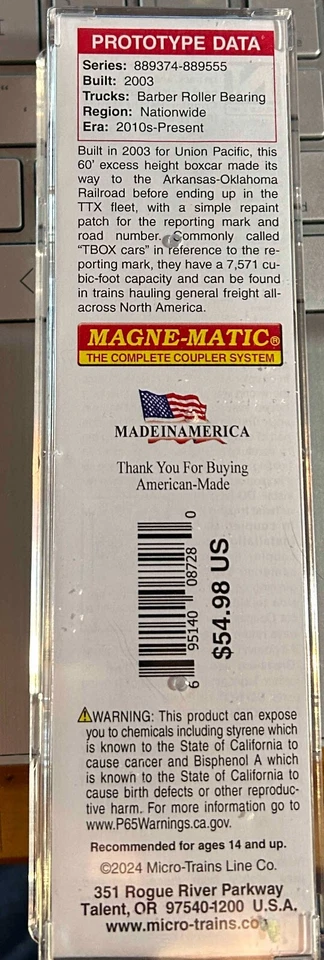 PROTOTYPE DATA
Series: 889374-889555
Built: 2003
Trucks: Barber Roller Bearing
Region: Nationwide
Era: 2010s-Present
Built in 2003 for Union Pacific, this
60' excess height boxcar made its
way to the Arkansas-Oklahoma
Railroad before ending up in the
TTX fleet, with a simple repaint
patch for the reporting mark and
road number. Commonly called
"TBOX cars" in reference to the re-
porting mark, they have a 7,571 cu-
bic-foot capacity and can be found
in trains hauling general freight all-
across North America.
MAGNE-MATIC®
THE COMPLETE COUPLER SYSTEM
MADEINAMERICA
Thank You For Buying
American-Made
6 95140 08728 0
$54.98 US
WARNING: This product can expose
you to chemicals including styrene which
is known to the State of California to
cause cancer and Bisphenol A which
is known to the State of California to
cause birth defects or other reproduc-
tive harm. For more information go to
www.P65Warnings.ca.gov.
Recommended for ages 14 and up.
©2024 Micro-Trains Line Co.
351 Rogue River Parkway
Talent, OR 97540-1200 U.S.A.
www.micro-trains.co